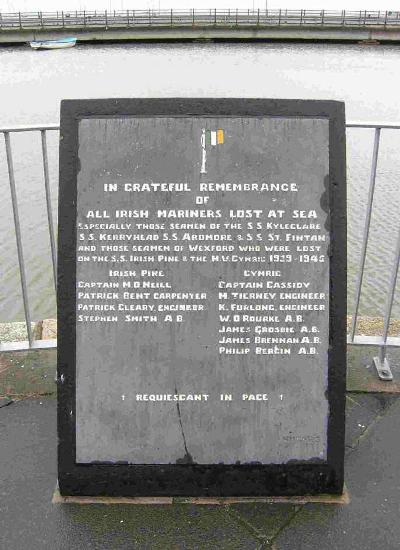 IN GRATEFUL REMEMBRANCE
OF
ALL IRISH MARINERS LOST AT SEA
ESPECIALLY THOSE SEAMEN OF THE S S KYLECLARE
S.S. KERRYHEAD S.S. ARDMORE & S.S. ST. FINTAN
AND THOSE SEAMEN OF WEXFORD WHO WERE LOST
ON THE S.S. IRISH PINE & THE M.V. CYMRIC 1939-1945
IRISH PINE
CAPTAIN M O NEILL
PATRICK BENT CARPENTER
PATRICK CLEARY ENGINEER
STEPHEN SMITH A B.
CYMRIC
CAPTAIN CASSIDY
M. TIERNEY ENGINEER
K. FURLONG, ENGINEER
W. O ROURKE A.B.
JAMES CROSBIE A.B.
JAMES BRENNAN A.B.
PHILIP BERGIN A.B.
† REQUIESCANT IN PACE †